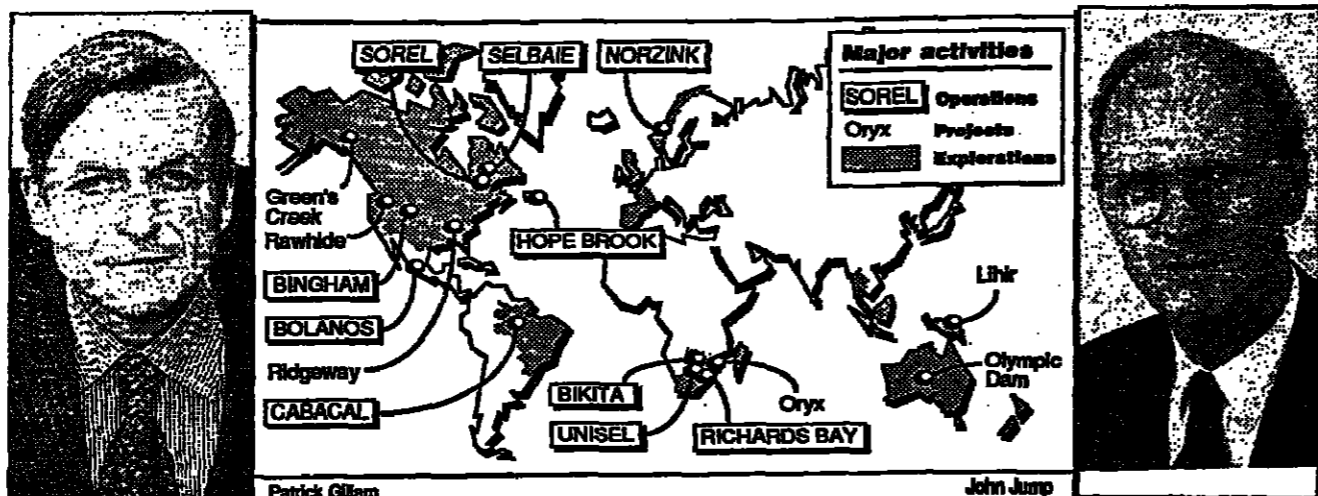 SOREL
SELBAIE
NORZINK
Major activities
SOREL Operations
Oryx Projects
Explorations
Green's
Creek
Rawhide
HOPE BROOK
BINGHAM
BOLANOS
Ridgeway
CABACAL
Lihir
Olympic
Dam
BIKITA
Oryx
UNISEL
RICHARDS BAY
Patrick Gillam
John Jump